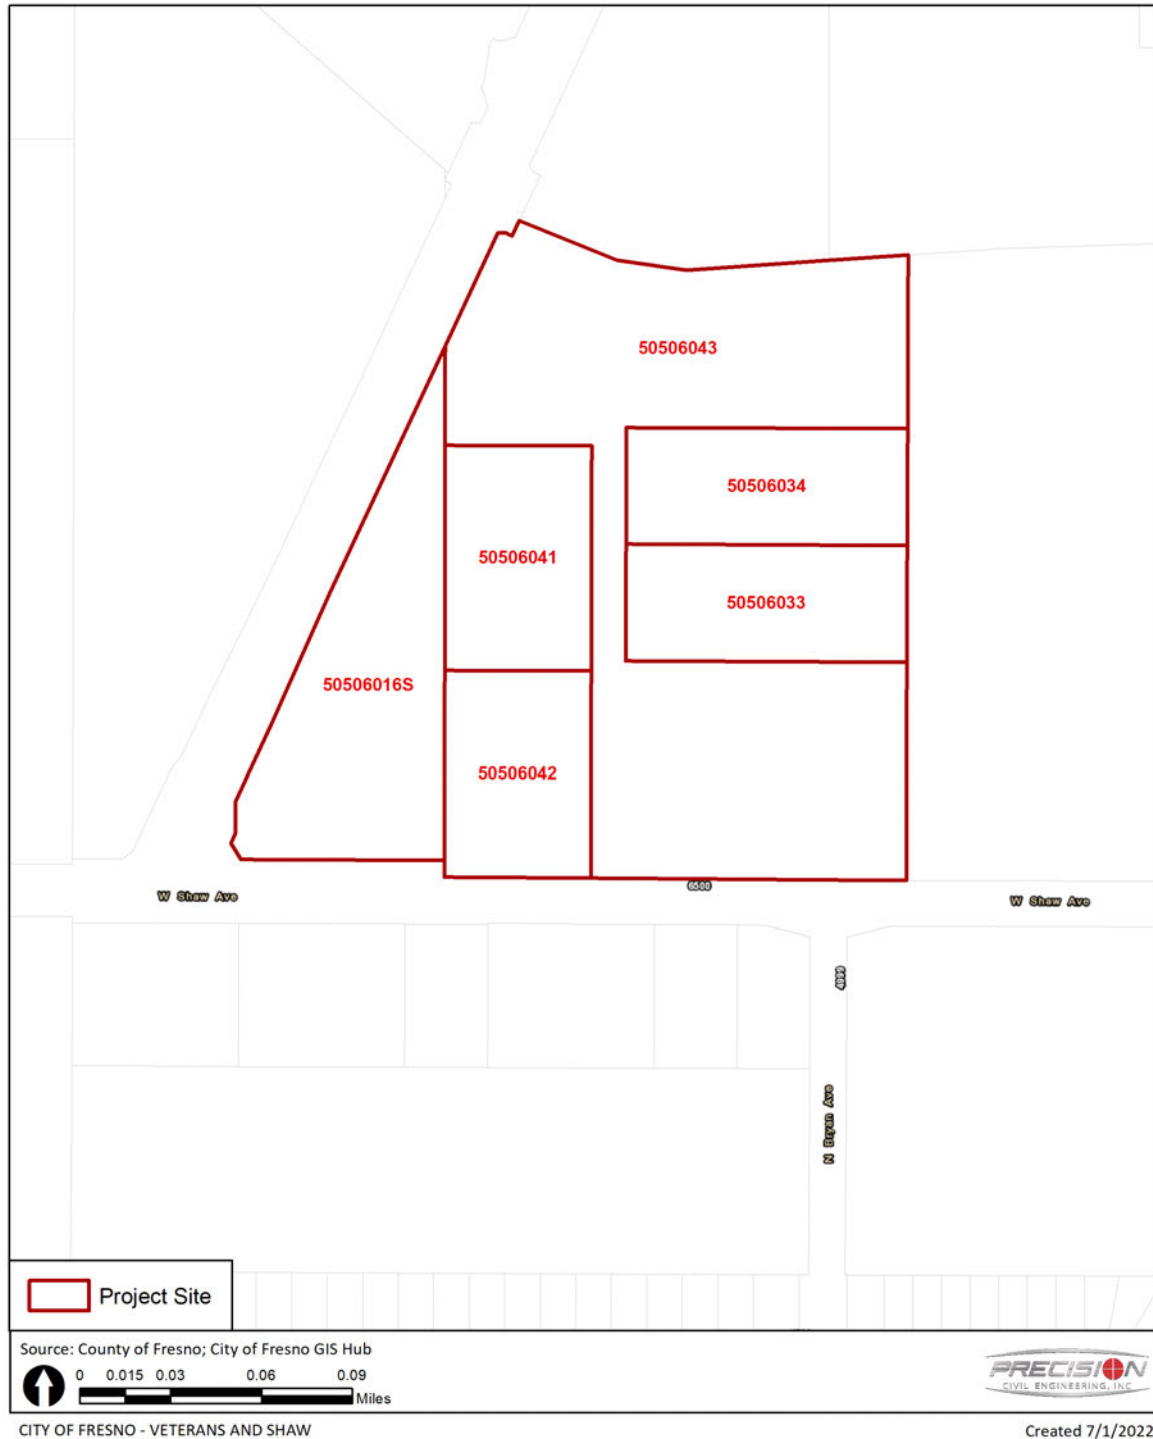 50506043
50506034
50506041
50506033
50506016S
50506042
6500
W Shaw Ave
W Shaw Ave
4999
N Bryan Ave
Project Site
Source: County of Fresno; City of Fresno GIS Hub
0 0.015 0.03 0.06 0.09
Miles
PRECISION
CIVIL ENGINEERING, INC
CITY OF FRESNO - VETERANS AND SHAW
Created 7/1/2022